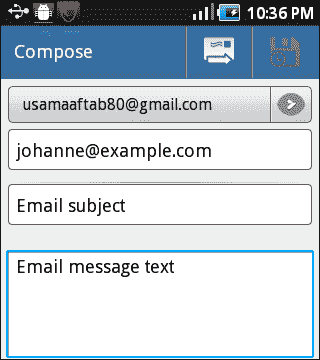 10:36 PM
Compose
usamaaftab80@gmail.com
johanne@example.com
Email subject
Email message text